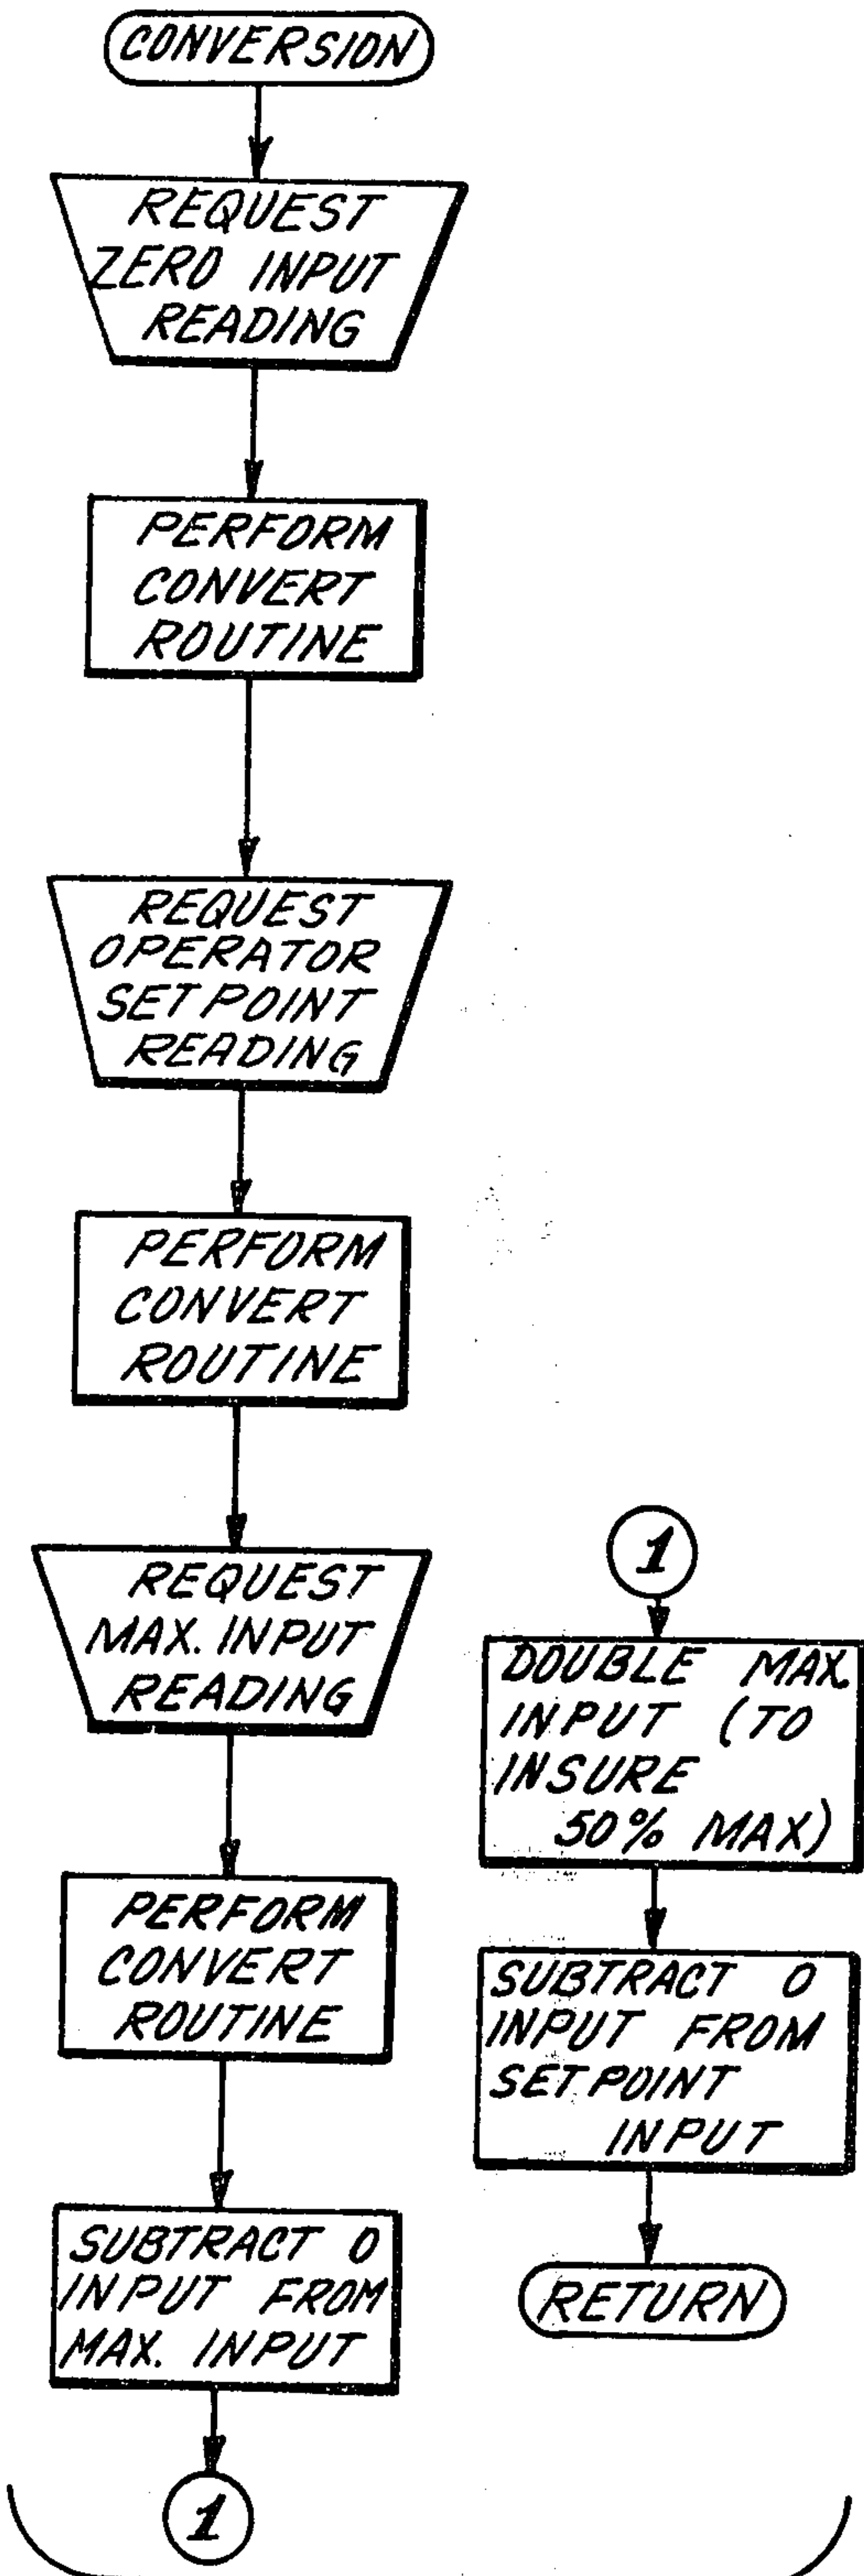 CONVERSION
REQUEST
ZERO INPUT
READING
PERFORM
CONVERT
ROUTINE
REQUEST
OPERATOR
SET POINT
READING
PERFORM
CONVERT
ROUTINE
REQUEST
MAX. INPUT
READING
PERFORM
CONVERT
ROUTINE
SUBTRACT 0
INPUT FROM
MAX. INPUT
1
1
DOUBLE MAX.
INPUT (TO
INSURE
50% MAX)
SUBTRACT 0
INPUT FROM
SET POINT
INPUT
RETURN